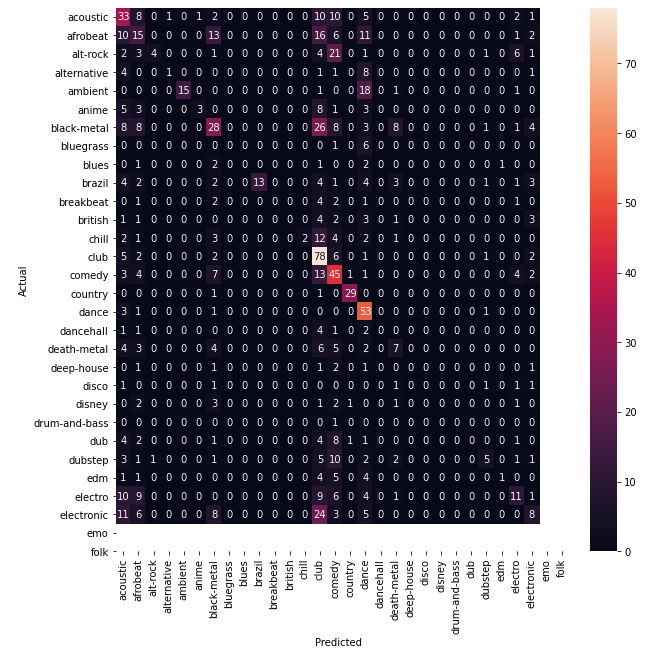 acoustic 33 8 0 1 0 1 2 0 0 0 0 0 0 10 10 0 5 0 0 0 0 0 0 0 0 0 2 1
afrobeat 10 15 0 0 0 0 13 0 0 0 0 0 0 16 6 0 11 0 0 0 0 0 0 0 0 0 1 2
alt-rock 2 3 4 0 0 0 1 0 0 0 0 0 0 4 21 0 1 0 0 0 0 0 0 0 1 0 6 1
alternative 4 0 0 1 0 0 0 0 0 0 0 0 0 1 1 0 8 0 0 0 0 0 0 0 0 0 0 1
ambient 0 0 0 0 15 0 0 0 0 0 0 0 0 1 0 0 18 0 1 0 0 0 0 0 0 0 1 0
anime 5 3 0 0 0 3 0 0 0 0 0 0 0 8 1 0 3 0 0 0 0 0 0 0 0 0 0 0
black-metal 8 8 0 0 0 0 28 0 0 0 0 0 0 26 8 0 3 0 8 0 0 0 0 0 1 0 1 4
bluegrass 0 0 0 0 0 0 0 0 0 0 0 0 0 0 1 0 6 0 0 0 0 0 0 0 0 0 0 0
blues 0 1 0 0 0 0 2 0 0 0 0 0 0 1 0 0 2 0 0 0 0 0 0 0 0 1 0 0
brazil 4 2 0 0 0 0 2 0 0 13 0 0 0 4 1 0 4 0 3 0 0 0 0 0 1 0 1 3
breakbeat 0 1 0 0 0 0 2 0 0 0 0 0 0 4 2 0 1 0 0 0 0 0 0 0 0 0 1 0
british 1 1 0 0 0 0 0 0 0 0 0 0 0 4 2 0 3 0 1 0 0 0 0 0 0 0 0 3
chill 2 1 0 0 0 0 3 0 0 0 0 0 2 12 4 0 2 0 1 0 0 0 0 0 0 0 0 0
club 5 2 0 0 0 0 0 0 0 0 0 0 0 78 6 0 1 0 0 0 0 0 0 0 1 0 0 2
comedy 3 4 0 0 0 0 7 0 0 0 0 0 0 13 45 1 1 0 0 0 0 0 0 0 0 0 4 2
country 0 0 0 0 0 0 1 0 0 0 0 0 0 1 0 29 0 0 0 0 0 0 0 0 0 0 0 0
dance 3 1 0 0 0 0 1 0 0 0 0 0 0 0 0 0 53 0 0 0 0 0 0 0 1 0 0 0
dancehall 1 1 0 0 0 0 0 0 0 0 0 0 0 4 1 0 2 0 0 0 0 0 0 0 0 0 0 0
death-metal 4 3 0 0 0 0 4 0 0 0 0 0 0 6 5 0 2 0 7 0 0 0 0 0 0 0 0 0
deep-house 0 1 0 0 0 0 1 0 0 0 0 0 0 1 2 0 1 0 0 0 0 0 0 0 0 0 0 1
disco 1 0 0 0 0 0 1 0 0 0 0 0 0 0 0 0 0 0 1 0 0 0 0 0 1 0 1 1
disney 0 2 0 0 0 0 3 0 0 0 0 0 0 1 2 1 0 0 1 0 0 0 0 0 0 0 1 0
drum-and-bass 0 0 0 0 0 0 0 0 0 0 0 0 0 0 1 0 0 0 0 0 0 0 0 0 0 0 0 0
dub 4 2 0 0 0 0 1 0 0 0 0 0 0 4 8 1 1 0 0 0 0 0 0 0 0 0 1 0
dubstep 3 1 1 0 0 0 1 0 0 0 0 0 0 5 10 0 2 0 2 0 0 0 0 0 5 0 0 1
edm 1 1 0 0 0 0 0 0 0 0 0 0 0 4 5 0 4 0 0 0 0 0 0 0 0 1 0 0
electro 10 9 0 0 0 0 0 0 0 0 0 0 0 9 6 0 4 0 1 0 0 0 0 0 0 0 11 1
electronic 11 6 0 0 0 0 8 0 0 0 0 0 0 24 3 0 5 0 0 0 0 0 0 0 0 0 0 8
emo
folk
Actual
acoustic
afrobeat
alt-rock
alternative
ambient
anime
black-metal
bluegrass
blues
brazil
breakbeat
british
chill
club
comedy
country
dance
dancehall
death-metal
deep-house
disco
disney
drum-and-bass
dub
dubstep
edm
electro
electronic
emo
folk
Predicted
70
60
50
40
30
20
10
0